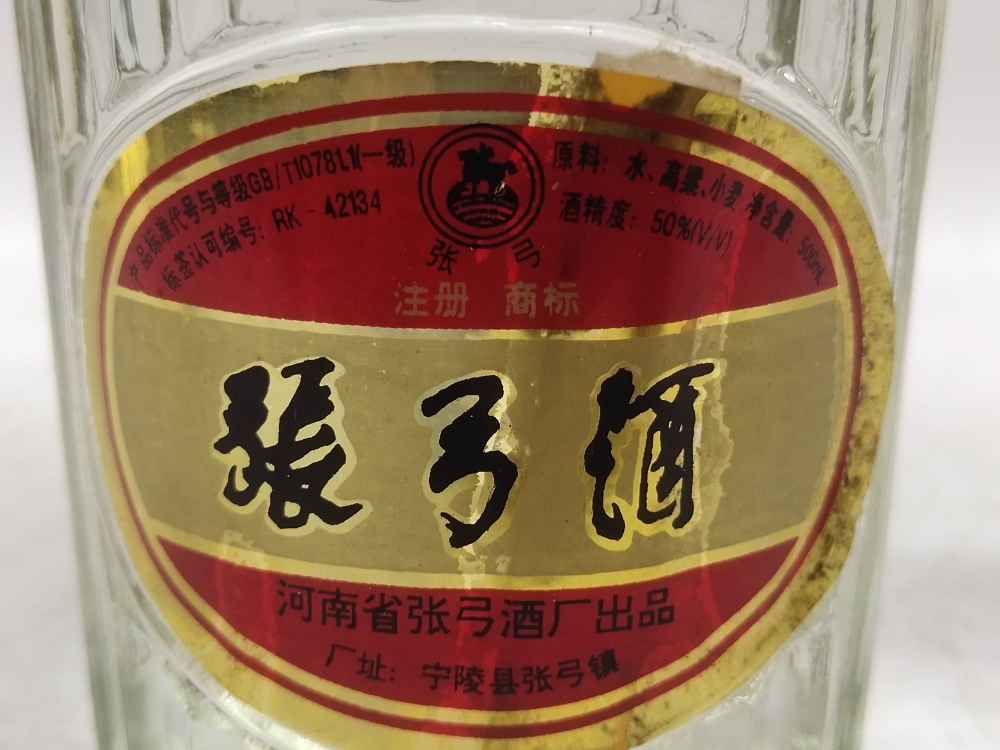 产品标准代号与等级GB/T10781.1(一级)
标签认可编号: RK-42134
原料: 水、高粱、小麦 净含量: 500mL
酒精度: 50%(V/V)
张弓
注册 商标
張弓酒
河南省张弓酒厂出品
厂址: 宁陵县张弓镇